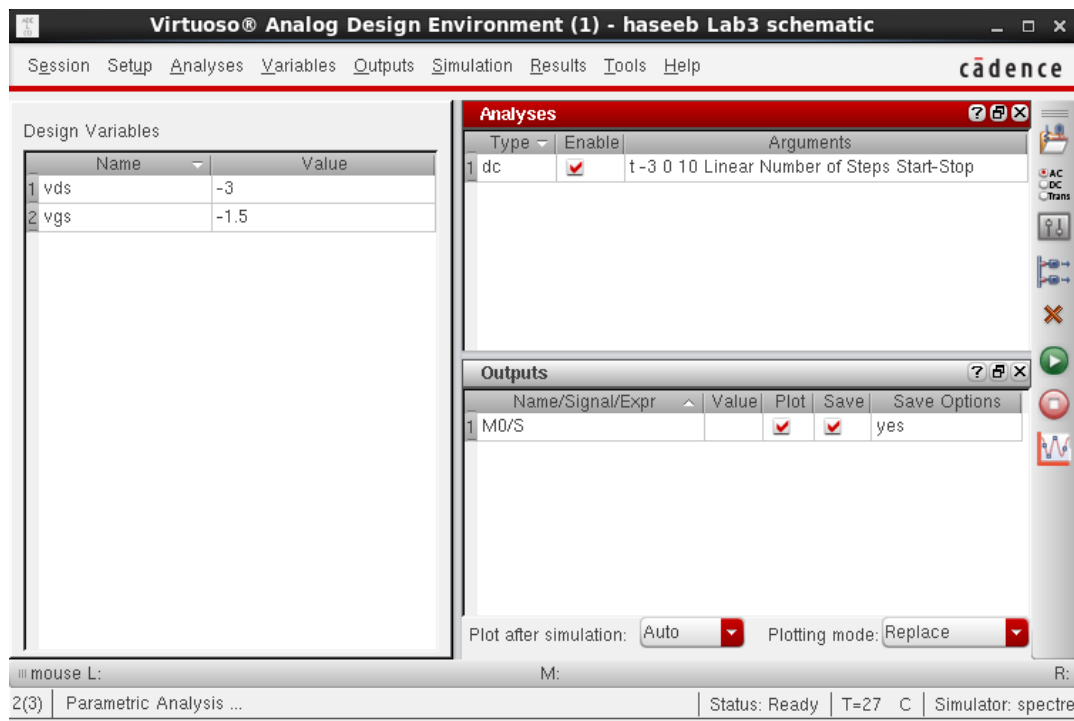 Virtuoso® Analog Design Environment (1) - haseeb Lab3 schematic
Session Setup Analyses Variables Outputs Simulation Results Tools Help
cādence
Design Variables
Name Value
1 vds -3
2 vgs -1.5
Analyses
Type Enable Arguments
1 dc t -3 0 10 Linear Number of Steps Start-Stop
AC
DC
Trans
Outputs
Name/Signal/Expr Value Plot Save Save Options
1 M0/S yes
Plot after simulation: Auto Plotting mode: Replace
mouse L: M: R:
2(3) Parametric Analysis ... Status: Ready T=27 C Simulator: spectre